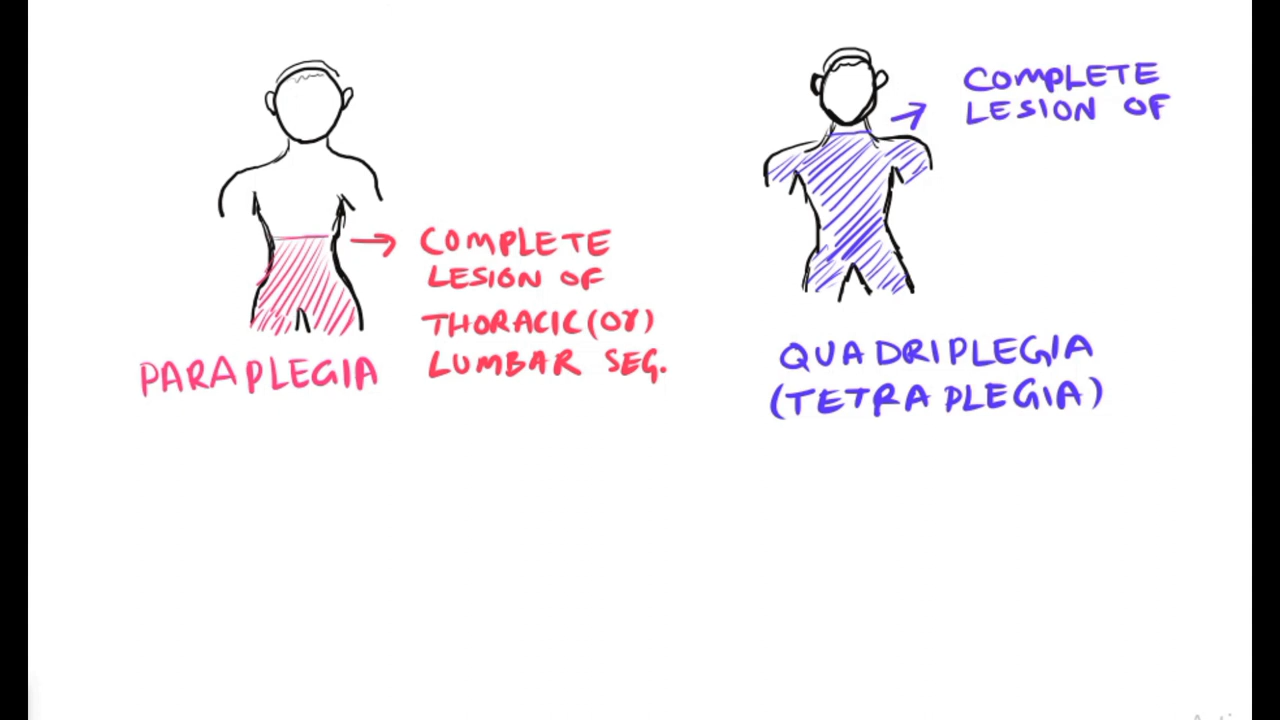 COMPLETE
LESION OF
THORACIC (OR)
LUMBAR SEG.
PARAPLEGIA
COMPLETE
LESION OF
QUADRIPLEGIA
(TETRAPLEGIA)